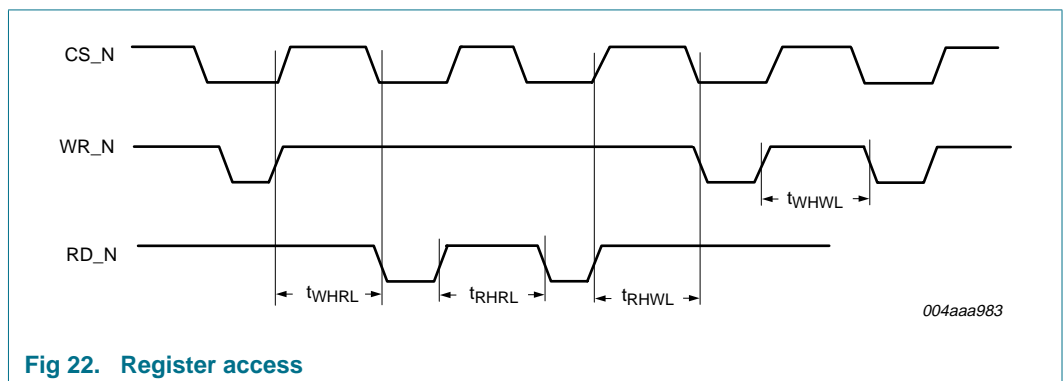 CS_N
WR_N
tWHWL
RD_N
tWHRL
tRHRL
tRHWL
004aaa983
Fig 22. Register access